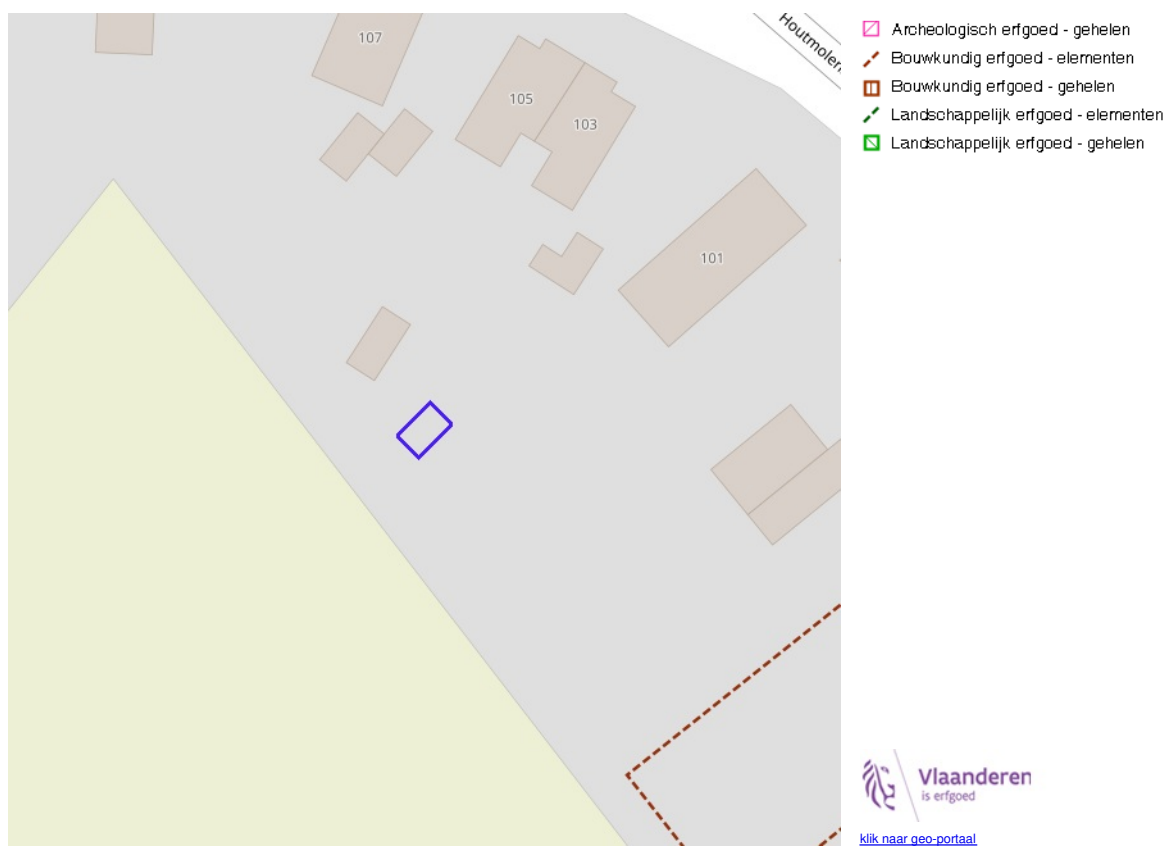 107
105
103
101
Archeologisch erfgoed - gehelen
Bouwkundig erfgoed - elementen
Bouwkundig erfgoed - gehelen
Landschappelijk erfgoed - elementen
Landschappelijk erfgoed - gehelen
Vlaanderen
is erfgoed
klik naar geo-portaal